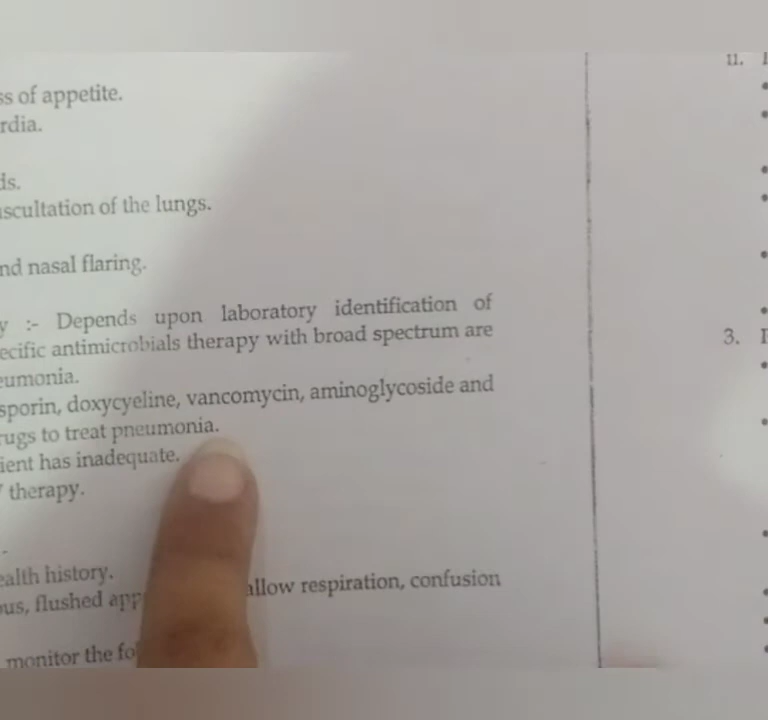 ss of appetite.
rdia.
ds.
uscultation of the lungs.
nd nasal flaring.
y :- Depends upon laboratory identification of
ecific antimicrobials therapy with broad spectrum are
eumonia.
sporin, doxycyeline, vancomycin, aminoglycoside and
rugs to treat pneumonia.
ient has inadequate.
therapy.
-
ealth history.
ous, flushed app allow respiration, confusion
monitor the fo
11.
3.